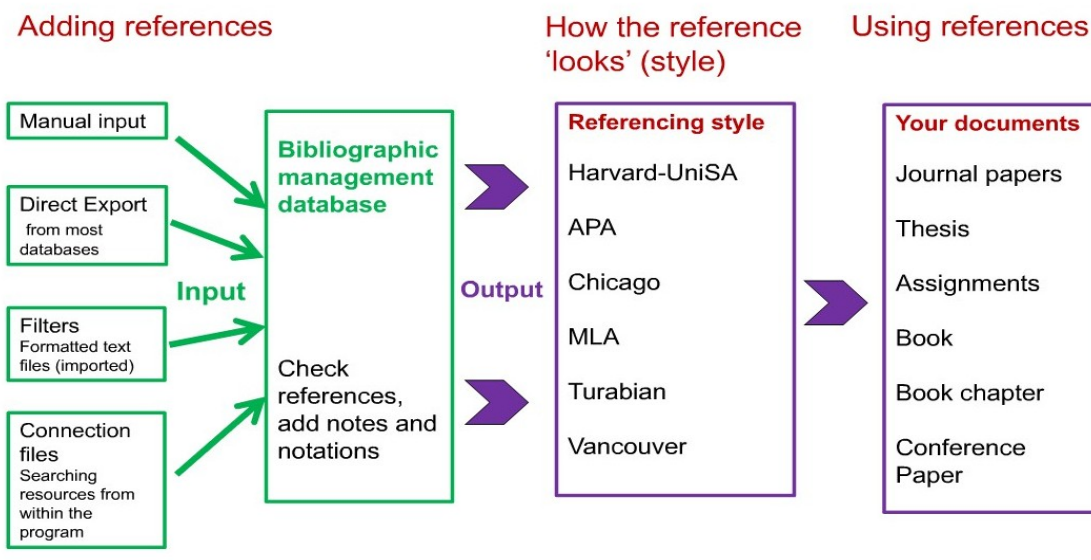 Adding references
How the reference
'looks' (style)
Using references
Manual input
Direct Export
from most
databases
Filters
Formatted text
files (imported)
Connection
files
Searching
resources from
within the
program
Input
Bibliographic
management
database
Check
references,
add notes and
notations
Output
Referencing style
Harvard-UniSA
APA
Chicago
MLA
Turabian
Vancouver
Your documents
Journal papers
Thesis
Assignments
Book
Book chapter
Conference
Paper